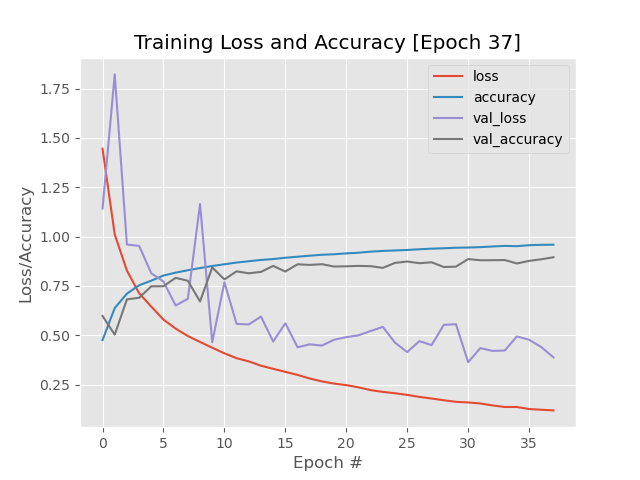 Training Loss and Accuracy [Epoch 37]
loss
accuracy
val_loss
val_accuracy
Loss/Accuracy
1.75
1.50
1.25
1.00
0.75
0.50
0.25
0 5 10 15 20 25 30 35
Epoch #